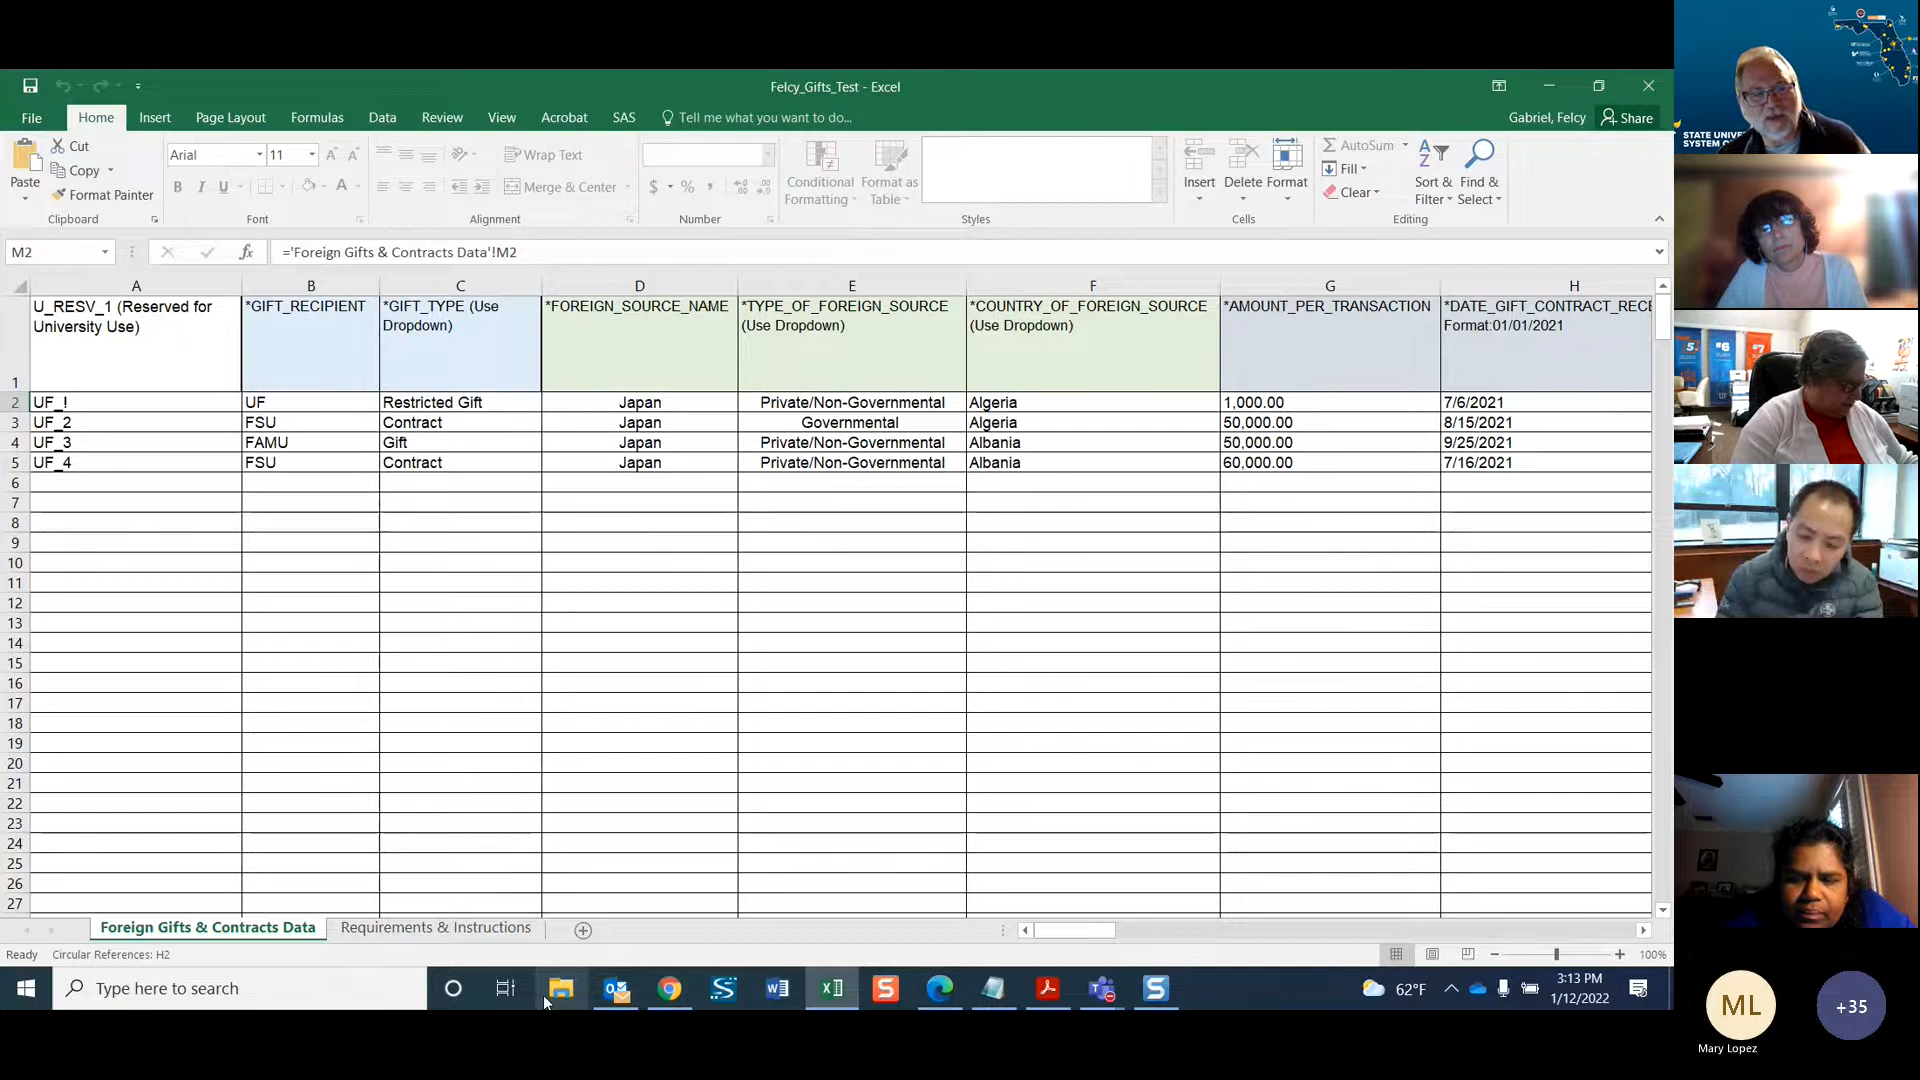 Felcy_Gifts_Test - Excel
File Home Insert Page Layout Formulas Data Review View Acrobat SAS Tell me what you want to do... Gabriel, Felcy Share
Paste
Cut
Copy
Format Painter
Clipboard
Arial 11
B I U
Font
Wrap Text
Merge & Center
Alignment
$ % ,
Number
Conditional Formatting
Format as Table
Styles
Insert Delete Format
Cells
AutoSum
Fill
Clear
Sort & Filter
Find & Select
Editing
M2 fx ='Foreign Gifts & Contracts Data'!M2
A B C D E F G H
1 U_RESV_1 (Reserved for University Use) *GIFT_RECIPIENT *GIFT_TYPE (Use Dropdown) *FOREIGN_SOURCE_NAME *TYPE_OF_FOREIGN_SOURCE (Use Dropdown) *COUNTRY_OF_FOREIGN_SOURCE (Use Dropdown) *AMOUNT_PER_TRANSACTION *DATE_GIFT_CONTRACT_RECE Format:01/01/2021
2 UF_! UF Restricted Gift Japan Private/Non-Governmental Algeria 1,000.00 7/6/2021
3 UF_2 FSU Contract Japan Governmental Algeria 50,000.00 8/15/2021
4 UF_3 FAMU Gift Japan Private/Non-Governmental Albania 50,000.00 9/25/2021
5 UF_4 FSU Contract Japan Private/Non-Governmental Albania 60,000.00 7/16/2021
6
7
8
9
10
11
12
13
14
15
16
17
18
19
20
21
22
23
24
25
26
27
Foreign Gifts & Contracts Data Requirements & Instructions
Ready Circular References: H2 100%
Type here to search 62°F 3:13 PM
1/12/2022
STATE UNIV
SYSTEM O
#6
#7
ML
Mary Lopez
+35